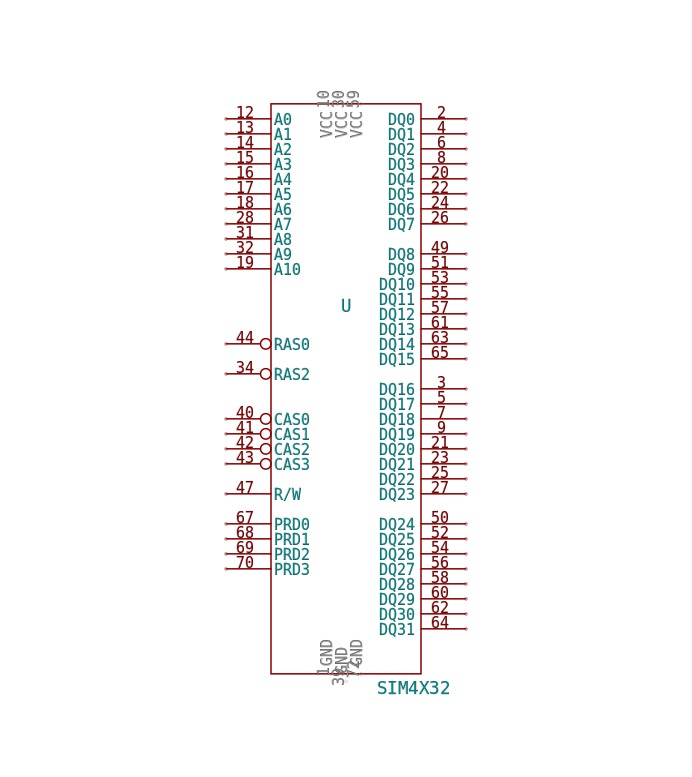 10 30 59
VCC VCC VCC
12 A0 DQ0 2
13 A1 DQ1 4
14 A2 DQ2 6
15 A3 DQ3 8
16 A4 DQ4 20
17 A5 DQ5 22
18 A6 DQ6 24
28 A7 DQ7 26
31 A8
32 A9 DQ8 49
19 A10 DQ9 51
DQ10 53
DQ11 55
U
DQ12 57
DQ13 61
44 RAS0 DQ14 63
DQ15 65
34 RAS2
DQ16 3
DQ17 5
40 CAS0 DQ18 7
41 CAS1 DQ19 9
42 CAS2 DQ20 21
43 CAS3 DQ21 23
DQ22 25
47 R/W DQ23 27
67 PRD0 DQ24 50
68 PRD1 DQ25 52
69 PRD2 DQ26 54
70 PRD3 DQ27 56
DQ28 58
DQ29 60
DQ30 62
DQ31 64
GND GND GND
1
SIM4X32